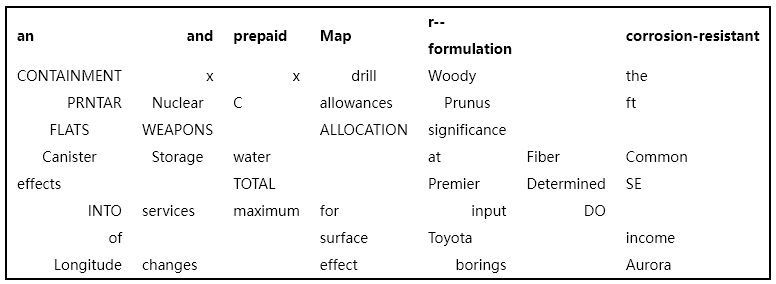 an and prepaid Map r-- formulation corrosion-resistant
CONTAINMENT x x drill Woody the
PRNTAR Nuclear C allowances Prunus ft
FLATS WEAPONS ALLOCATION significance
Canister Storage water at Fiber Common
effects TOTAL Premier Determined SE
INTO services maximum for input DO
of surface Toyota income
Longitude changes effect borings Aurora